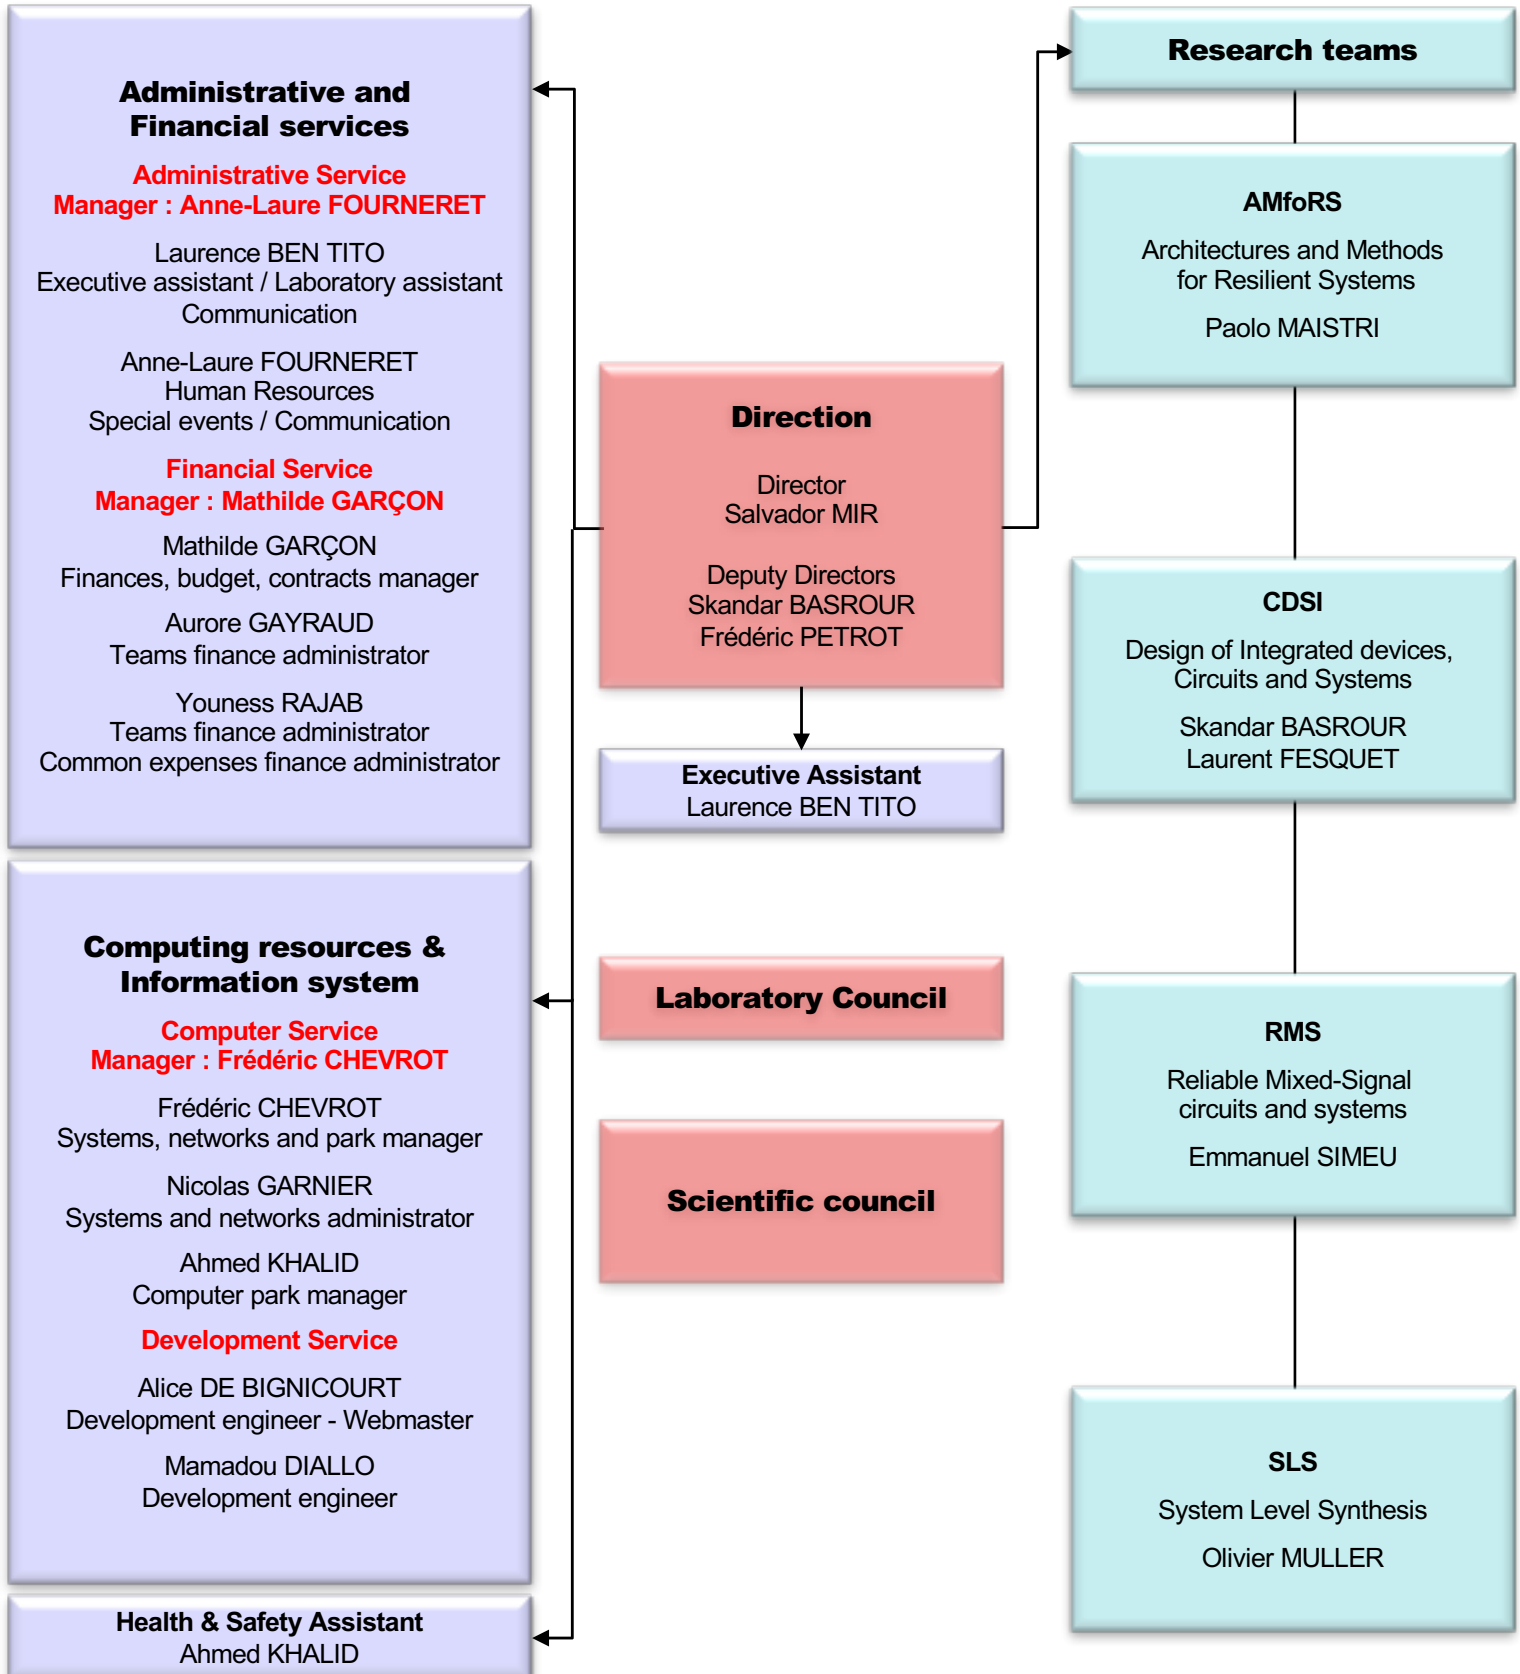 Administrative and
Financial services
Administrative Service
Manager : Anne-Laure FOURNERET
Laurence BEN TITO
Executive assistant / Laboratory assistant
Communication
Anne-Laure FOURNERET
Human Resources
Special events / Communication
Financial Service
Manager : Mathilde GARÇON
Mathilde GARÇON
Finances, budget, contracts manager
Aurore GAYRAUD
Teams finance administrator
Youness RAJAB
Teams finance administrator
Common expenses finance administrator
Computing resources &
Information system
Computer Service
Manager : Frédéric CHEVROT
Frédéric CHEVROT
Systems, networks and park manager
Nicolas GARNIER
Systems and networks administrator
Ahmed KHALID
Computer park manager
Development Service
Alice DE BIGNICOURT
Development engineer - Webmaster
Mamadou DIALLO
Development engineer
Health & Safety Assistant
Ahmed KHALID
Direction
Director
Salvador MIR
Deputy Directors
Skandar BASROUR
Frédéric PETROT
Executive Assistant
Laurence BEN TITO
Laboratory Council
Scientific council
Research teams
AMfoRS
Architectures and Methods
for Resilient Systems
Paolo MAISTRI
CDSI
Design of Integrated devices,
Circuits and Systems
Skandar BASROUR
Laurent FESQUET
RMS
Reliable Mixed-Signal
circuits and systems
Emmanuel SIMEU
SLS
System Level Synthesis
Olivier MULLER